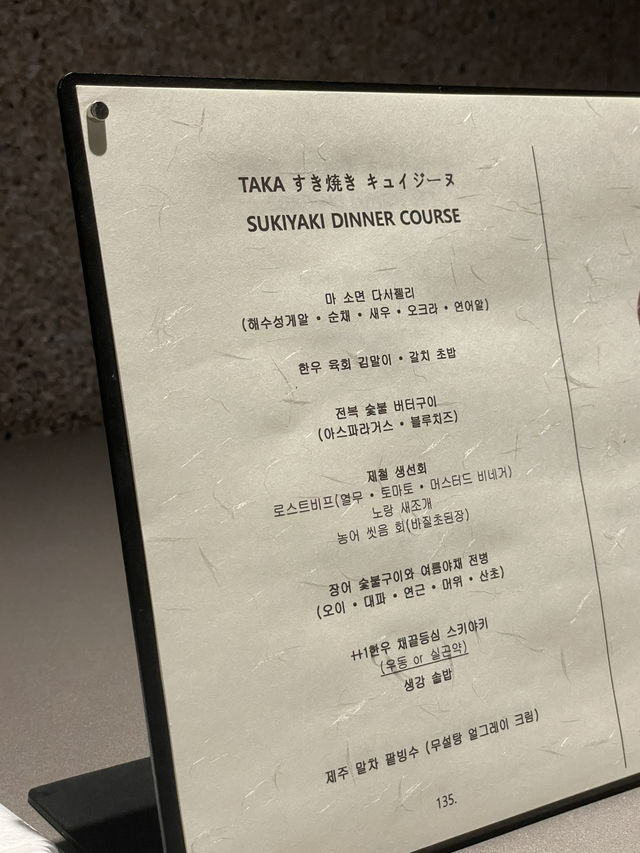 TAKA すき焼き キュイジーヌ
SUKIYAKI DINNER COURSE
마 소면 다시젤리
(해수성게알 • 순채 • 새우 • 오크라 • 연어알)
한우 육회 김말이 • 갈치 초밥
전복 숯불 버터구이
(아스파라거스 • 블루치즈)
제철 생선회
로스트비프(열무 • 토마토 • 머스터드 비네거)
노랑 새조개
농어 씻음 회(바질초된장)
장어 숯불구이와 여름야채 전병
(오이 • 대파 • 연근 • 머위 • 산초)
++1한우 채끝등심 스키야키
(우동 or 실곤약)
생강 솥밥
제주 말차 팥빙수 (무설탕 얼그레이 크림)
135.